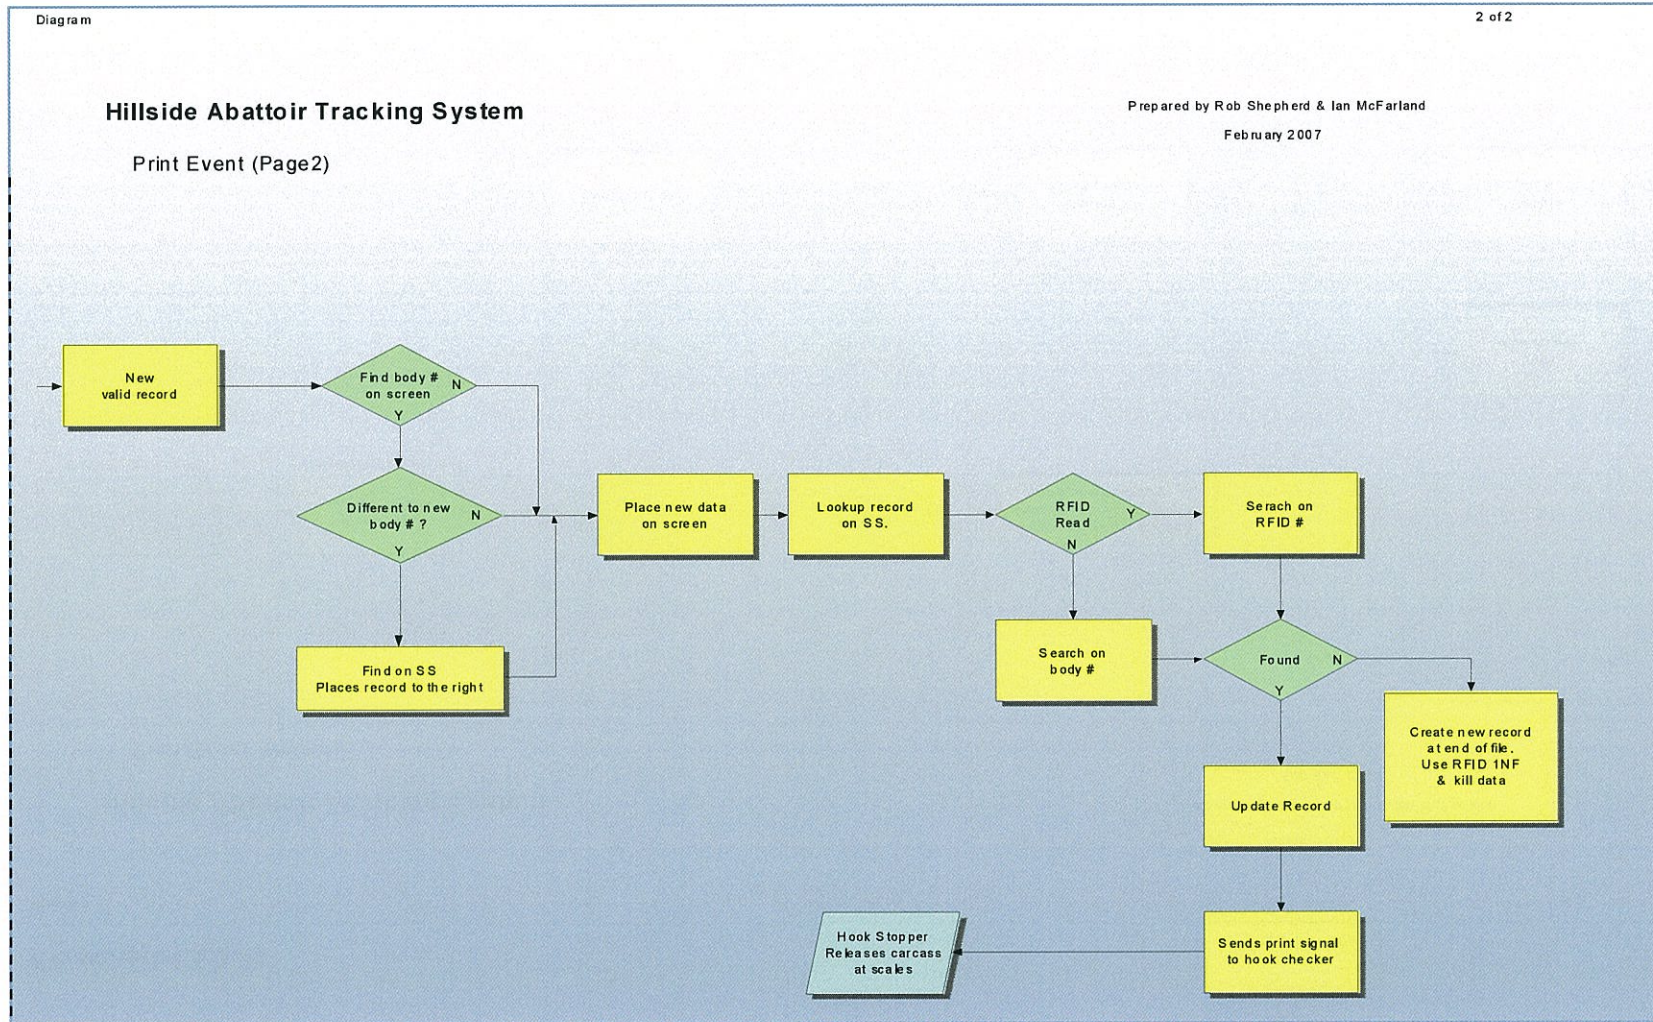 Diagram
2 of 2
Hillside Abattoir Tracking System
Prepared by Rob Shepherd & Ian McFarland
February 2007
Print Event (Page2)
New
valid record
Find body #
on screen
N
Y
Different to new
body # ?
N
Y
Find on SS
Places record to the right
Place new data
on screen
Lookup record
on SS.
RFID
Read
Y
N
Serach on
RFID #
Search on
body #
Found
N
Y
Create new record
at end of file.
Use RFID 1NF
& kill data
Update Record
Sends print signal
to hook checker
Hook Stopper
Releases carcass
at scales